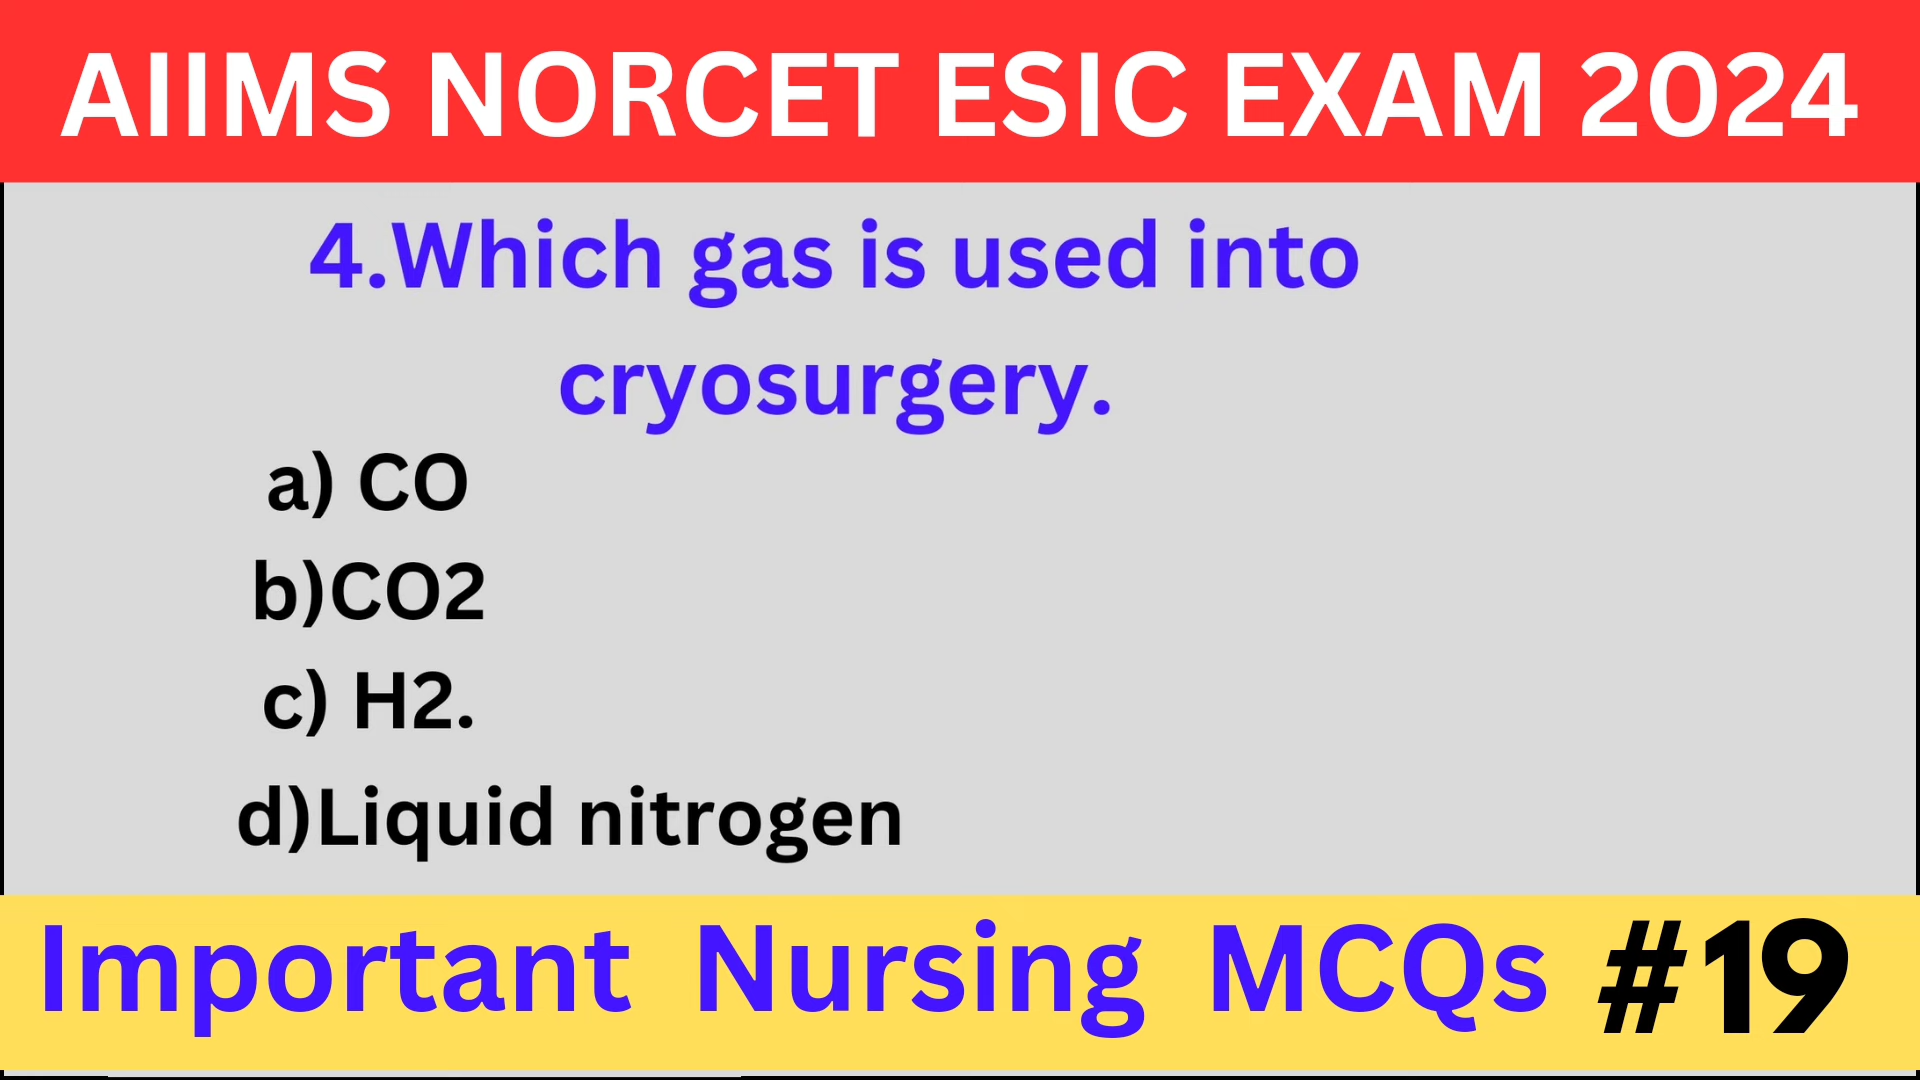 AIIMS NORCET ESIC EXAM 2024
4.Which gas is used into
cryosurgery.
a) CO
b)CO2
c) H2.
d)Liquid nitrogen
Important Nursing MCQs #19